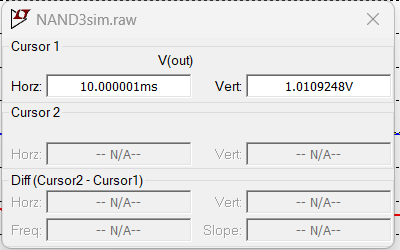 NAND3sim.raw
Cursor 1
V(out)
Horz: 10.000001ms Vert: 1.0109248V
Cursor 2
Horz: -- N/A-- Vert: -- N/A--
Diff (Cursor2 - Cursor1)
Horz: -- N/A-- Vert: -- N/A--
Freq: -- N/A-- Slope: -- N/A--